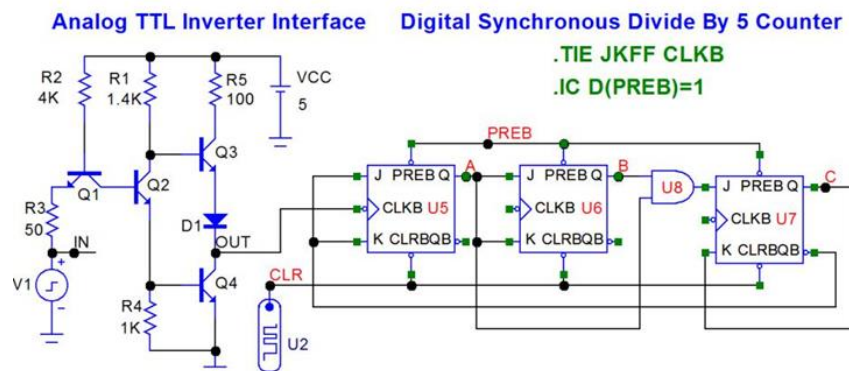 Analog TTL Inverter Interface
Digital Synchronous Divide By 5 Counter
.TIE JKFF CLKB
.IC D(PREB)=1
R2
4K
R1
1.4K
R5
100
VCC
5
Q1
Q2
Q3
D1
OUT
Q4
R3
50
IN
V1
+
-
R4
1K
CLR
U2
PREB
J PREB Q
CLKB U5
K CLRBQB
A
J PREB Q
CLKB U6
K CLRBQB
B
U8
J PREB Q
CLKB U7
K CLRBQB
C